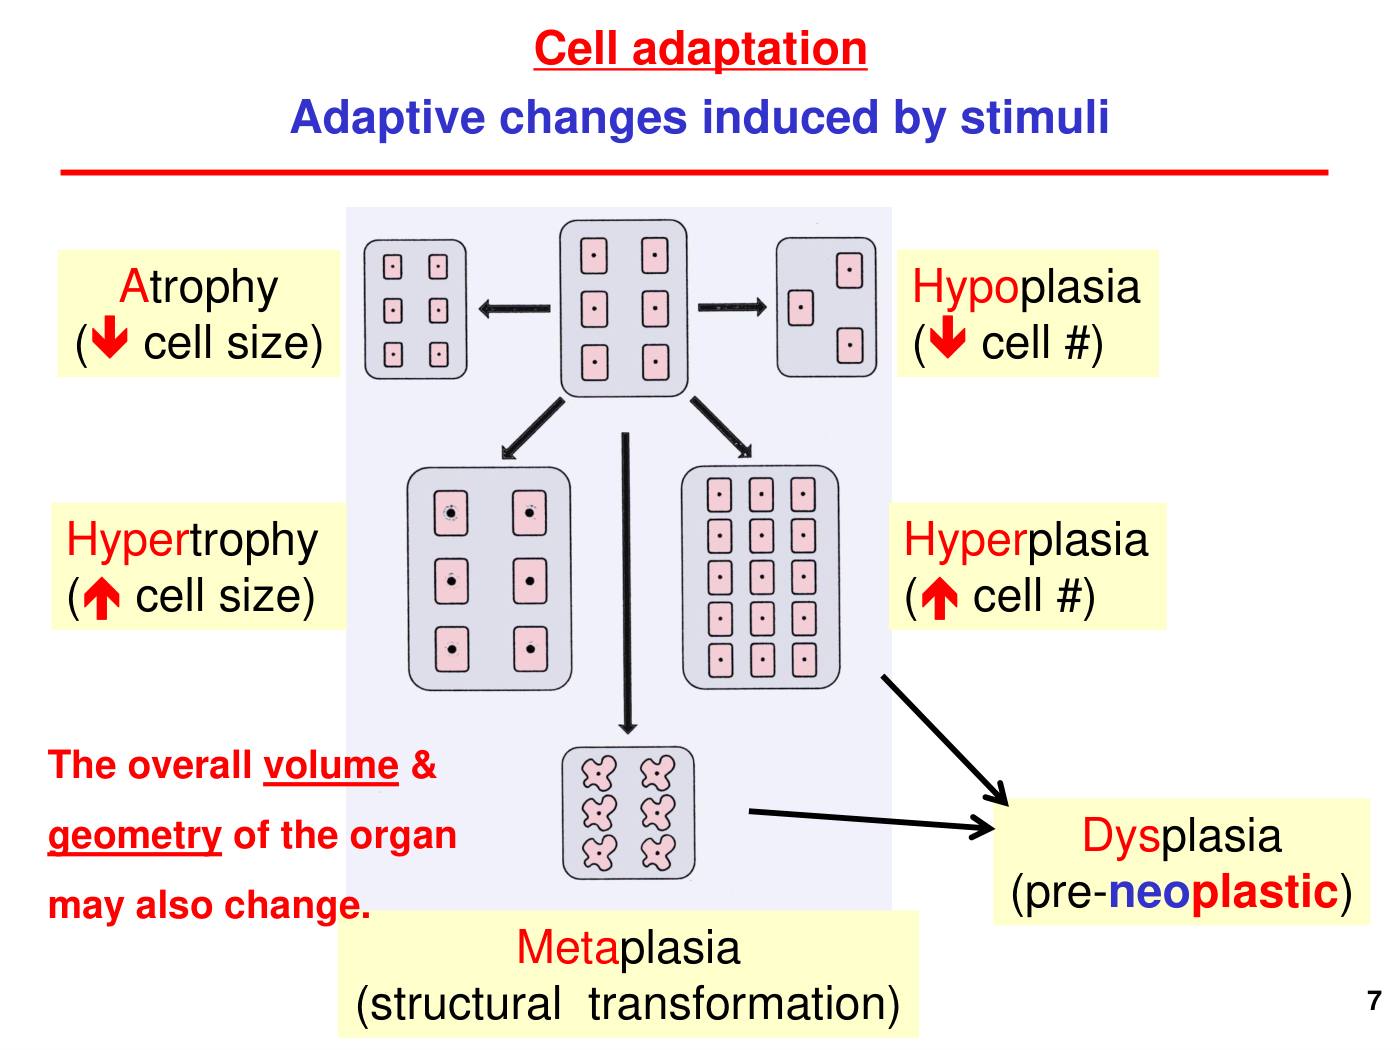 Cell adaptation
Adaptive changes induced by stimuli
Atrophy
(🡻 cell size)
Hypoplasia
(🡻 cell #)
Hypertrophy
(🡹 cell size)
Hyperplasia
(🡹 cell #)
The overall volume &
geometry of the organ
may also change.
Dysplasia
(pre-neoplastic)
Metaplasia
(structural transformation)
7